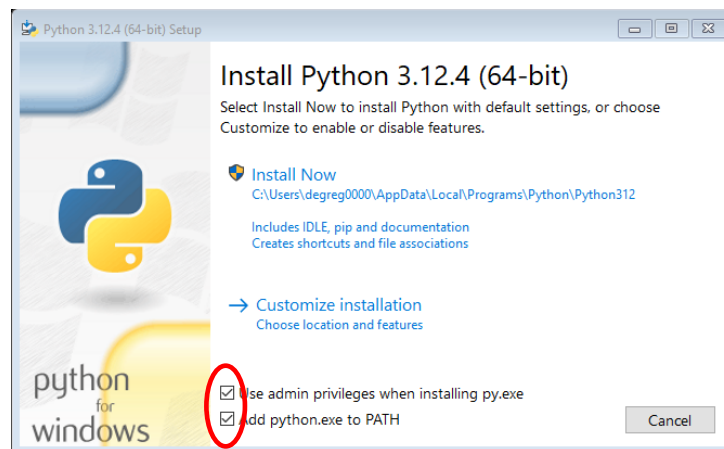 Python 3.12.4 (64-bit) Setup
Install Python 3.12.4 (64-bit)
Select Install Now to install Python with default settings, or choose
Customize to enable or disable features.
Install Now
C:\Users\degreg0000\AppData\Local\Programs\Python\Python312
Includes IDLE, pip and documentation
Creates shortcuts and file associations
Customize installation
Choose location and features
python
for
windows
Use admin privileges when installing py.exe
Add python.exe to PATH
Cancel